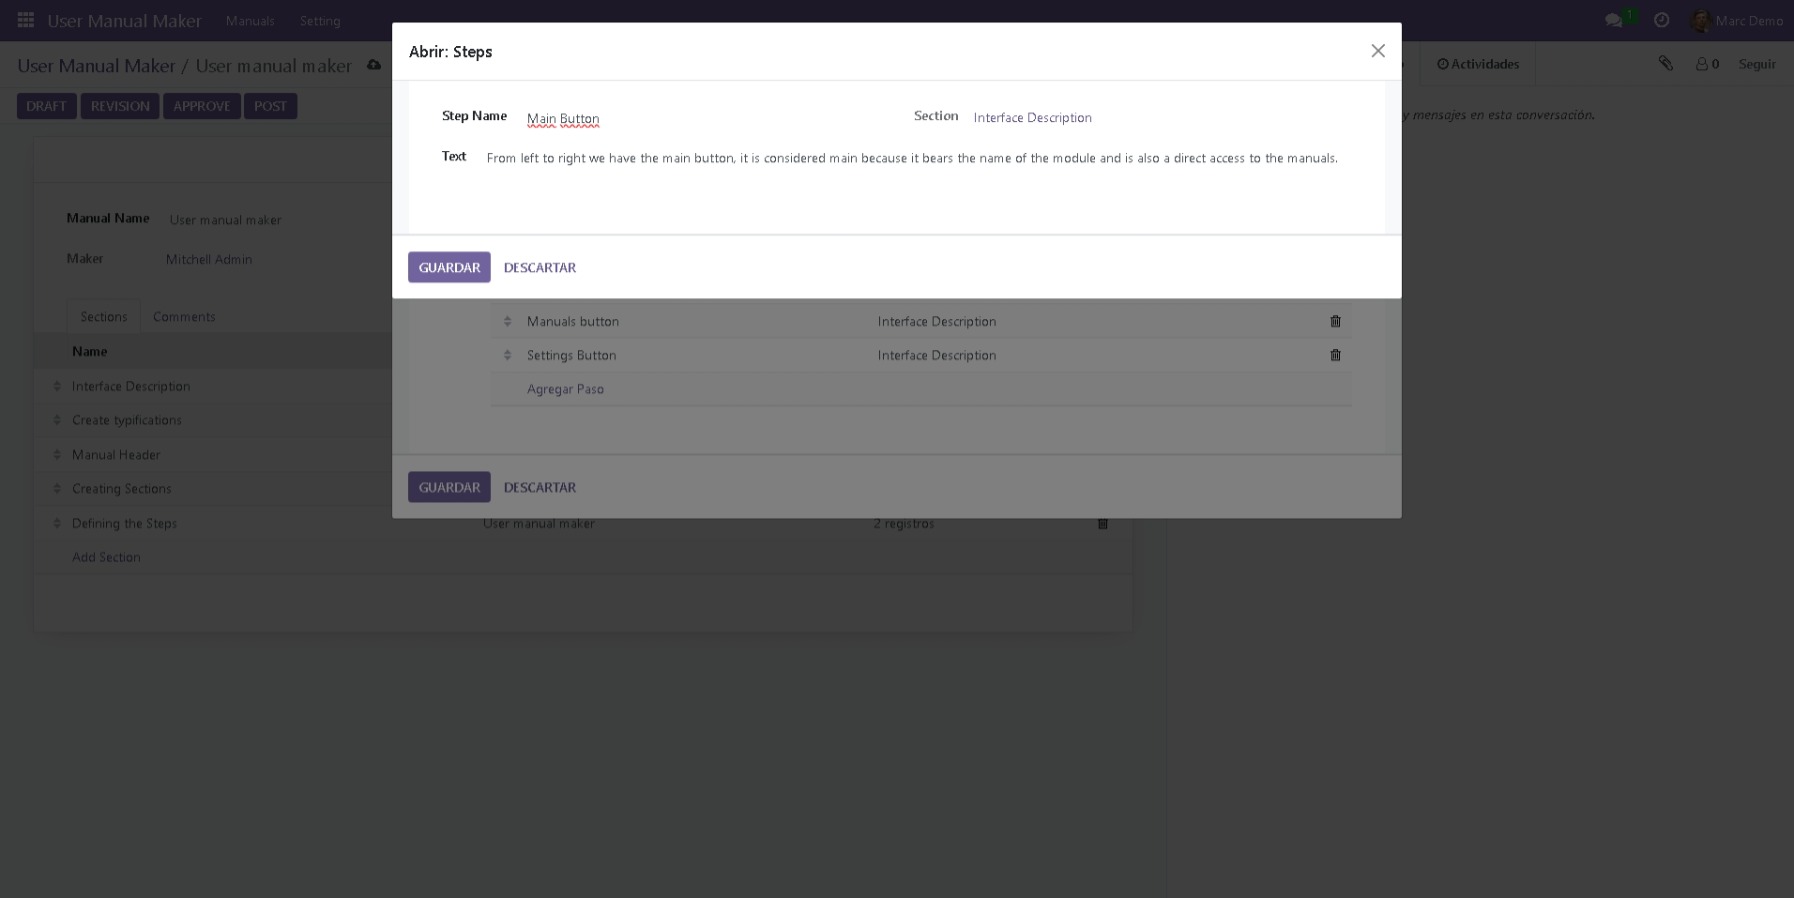 User Manual Maker Manuals Setting 1 Marc Demo
User Manual Maker / User manual maker
Actividades 0 Seguir
DRAFT REVISION APPROVE POST
y mensajes en esta conversación.
Abrir: Steps
Step Name Main Button Section Interface Description
Text From left to right we have the main button, it is considered main because it bears the name of the module and is also a direct access to the manuals.
GUARDAR DESCARTAR
Manual Name User manual maker
Maker Mitchell Admin
Sections Comments
Name
Interface Description
Create typifications
Manual Header
Creating Sections
Defining the Steps User manual maker 2 registros
Add Section
Manuals button Interface Description
Settings Button Interface Description
Agregar Paso
GUARDAR DESCARTAR